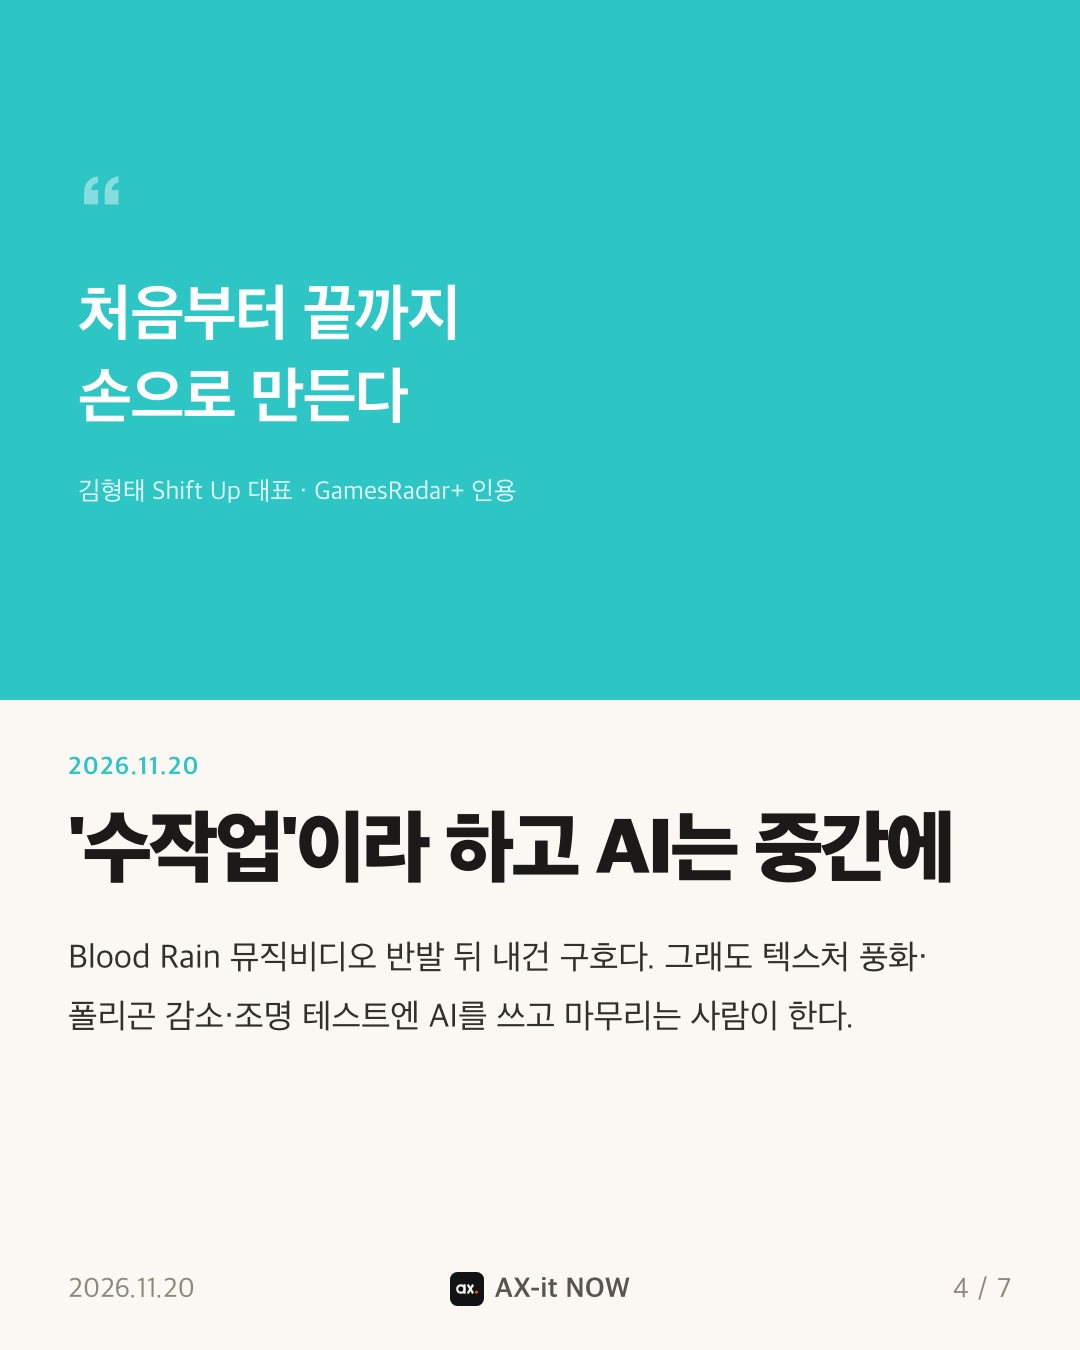 “
처음부터 끝까지
손으로 만든다
김형태 Shift Up 대표 · GamesRadar+ 인용
2026.11.20
'수작업'이라 하고 AI는 중간에
Blood Rain 뮤직비디오 반발 뒤 내건 구호다. 그래도 텍스처 풍화·
폴리곤 감소·조명 테스트엔 AI를 쓰고 마무리는 사람이 한다.
2026.11.20
ax. AX-it NOW
4 / 7